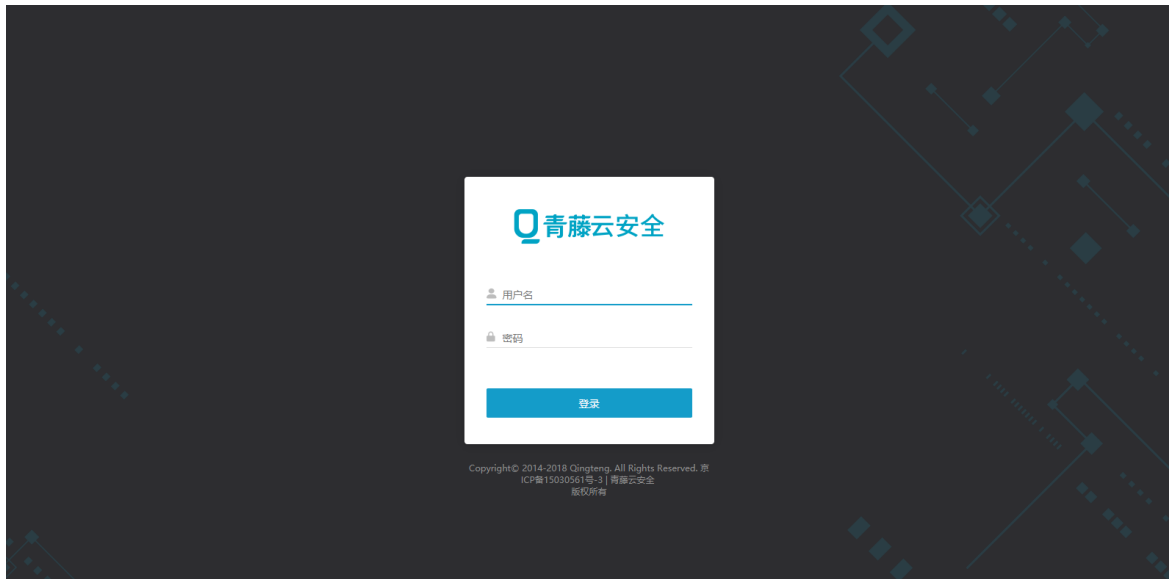 青藤云安全
用户名
密码
登录
Copyright© 2014-2018 Qingteng. All Rights Reserved. 京
ICP备15030561号-3 | 青藤云安全
版权所有